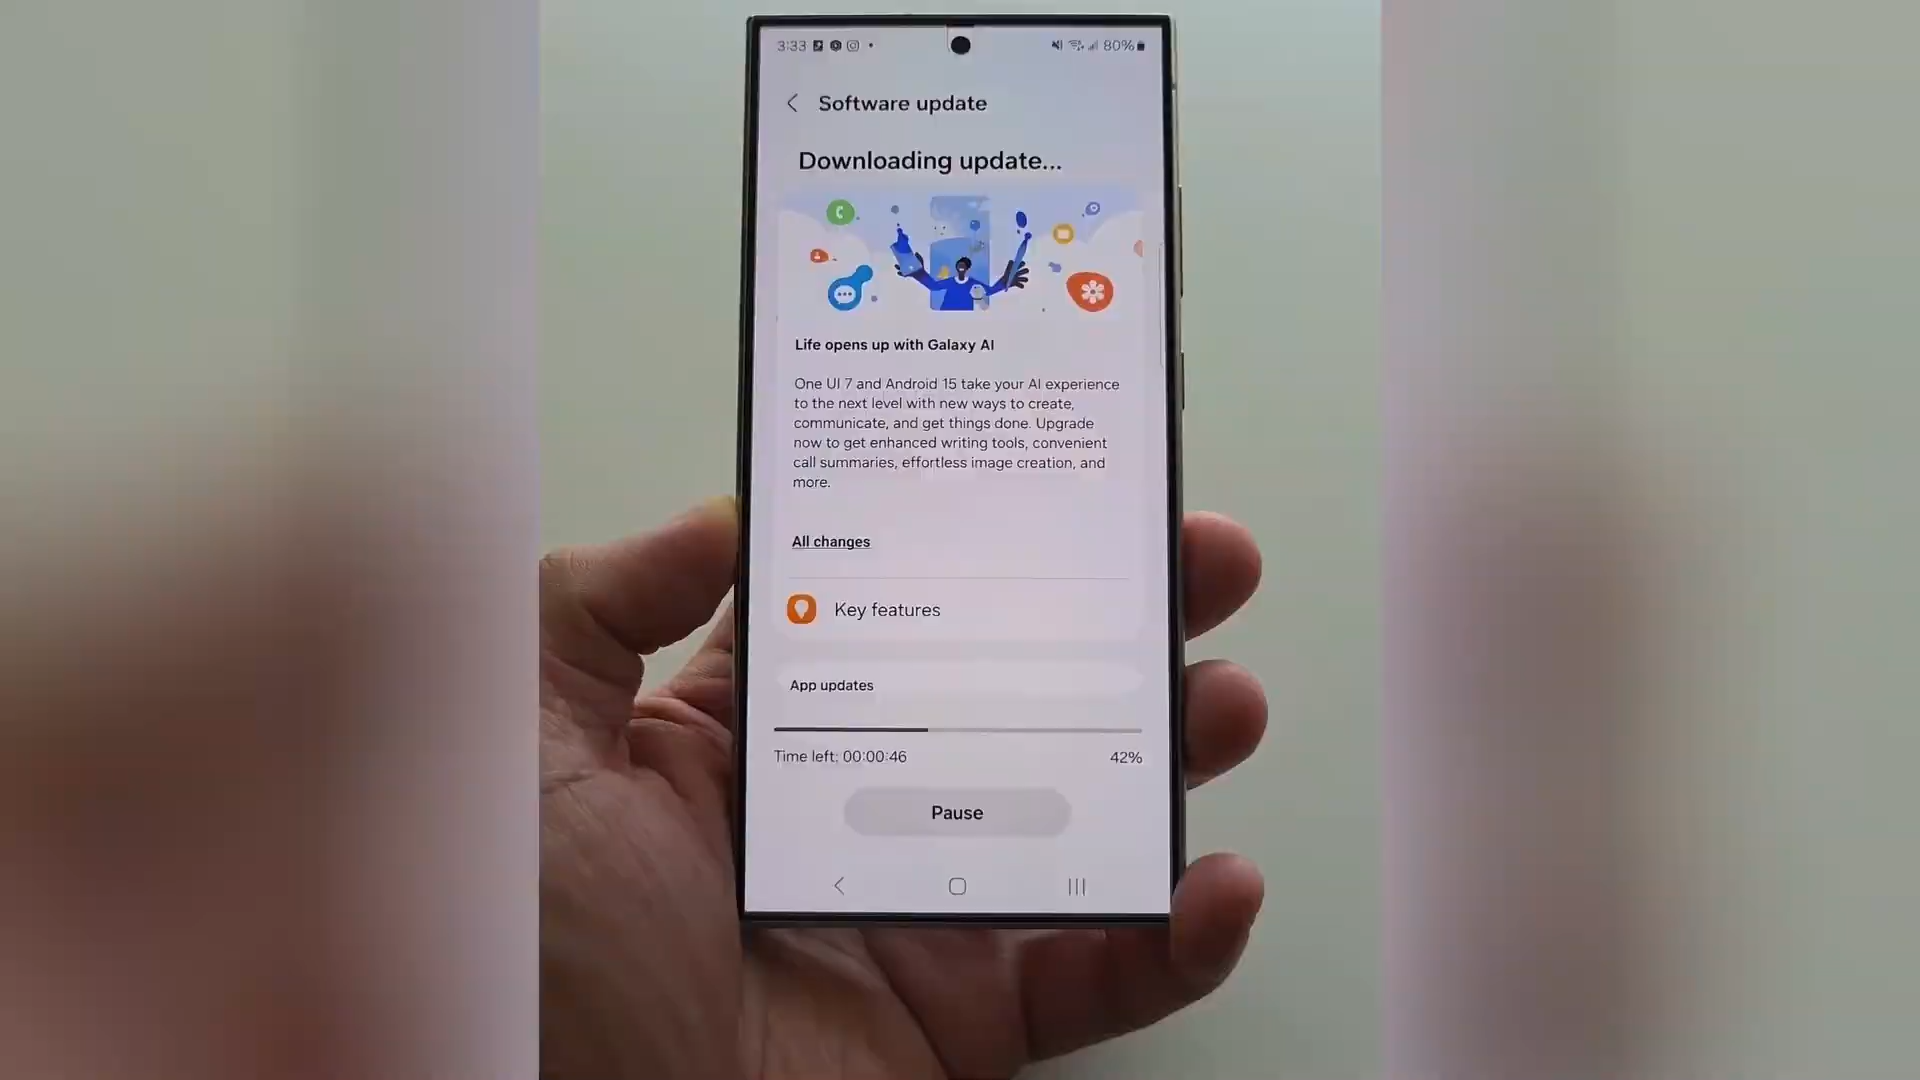 3:33 80%
Software update
Downloading update...
Life opens up with Galaxy AI
One UI 7 and Android 15 take your AI experience
to the next level with new ways to create,
communicate, and get things done. Upgrade
now to get enhanced writing tools, convenient
call summaries, effortless image creation, and
more.
All changes
Key features
App updates
Time left: 00:00:46 42%
Pause